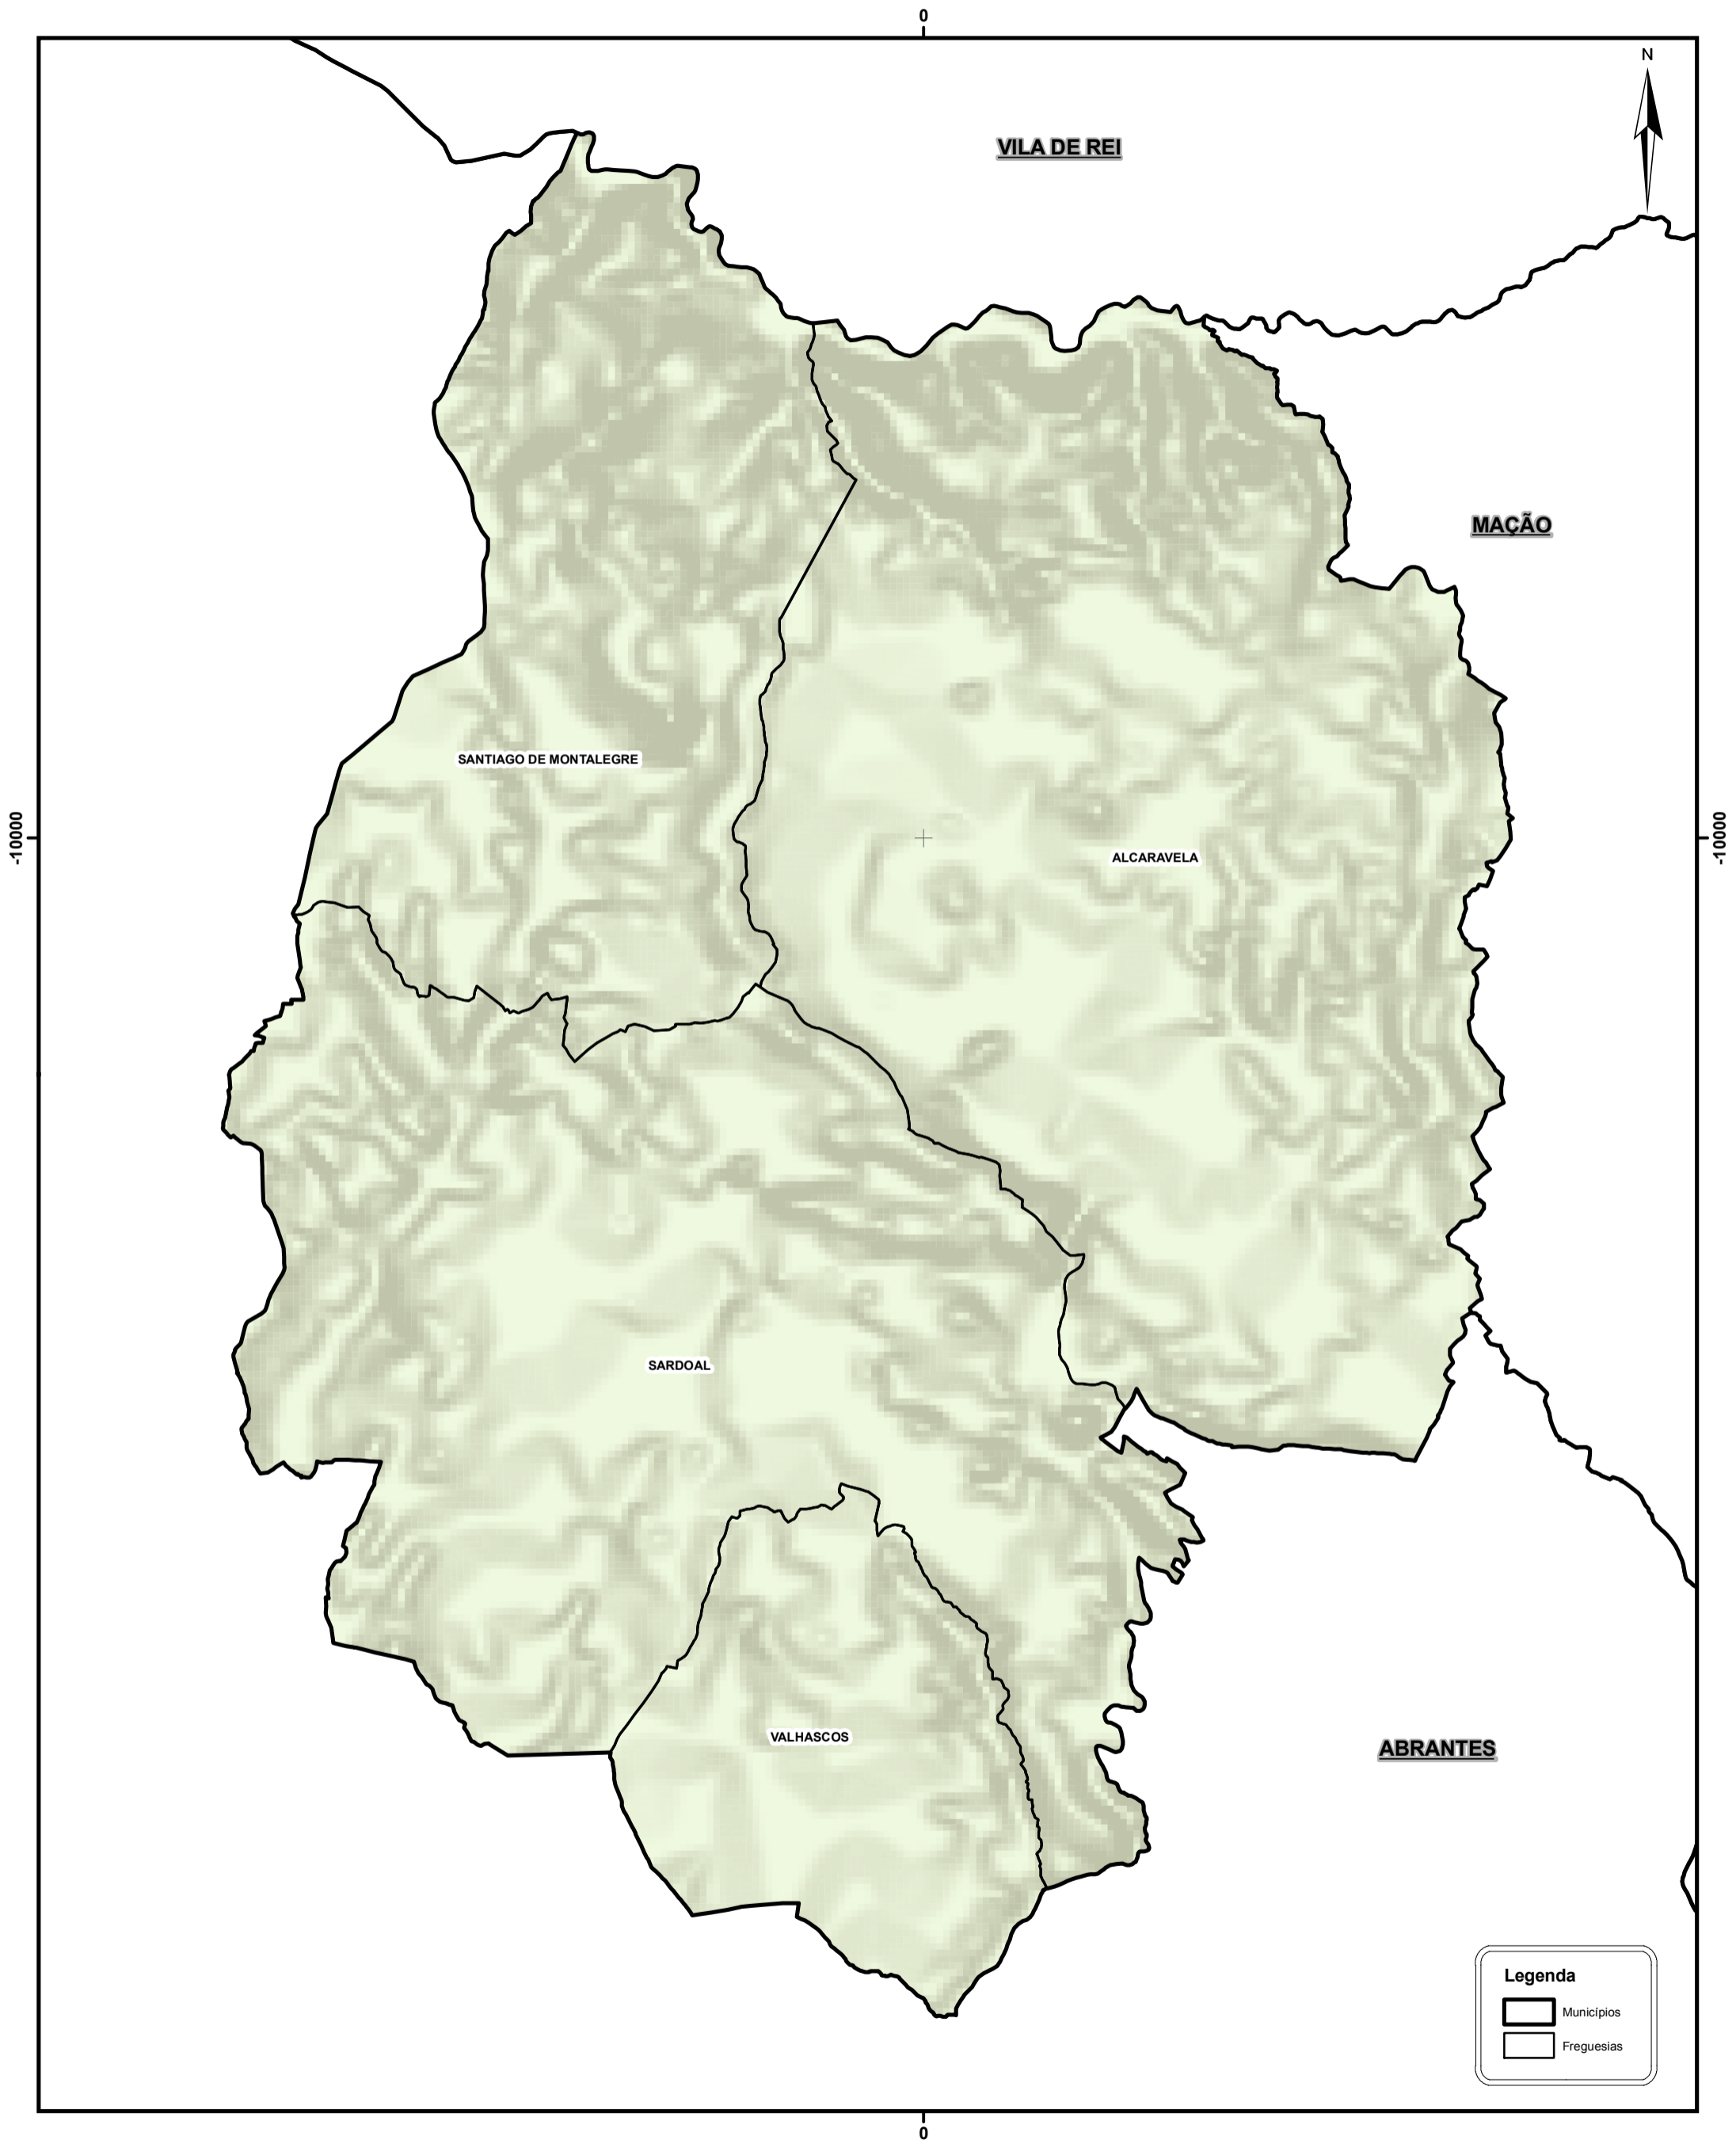 0
N
VILA DE REI
MAÇÃO
SANTIAGO DE MONTALEGRE
-10000
-10000
ALCARAVELA
SARDOAL
VALHASCOS
ABRANTES
Legenda
Municípios
Freguesias
0